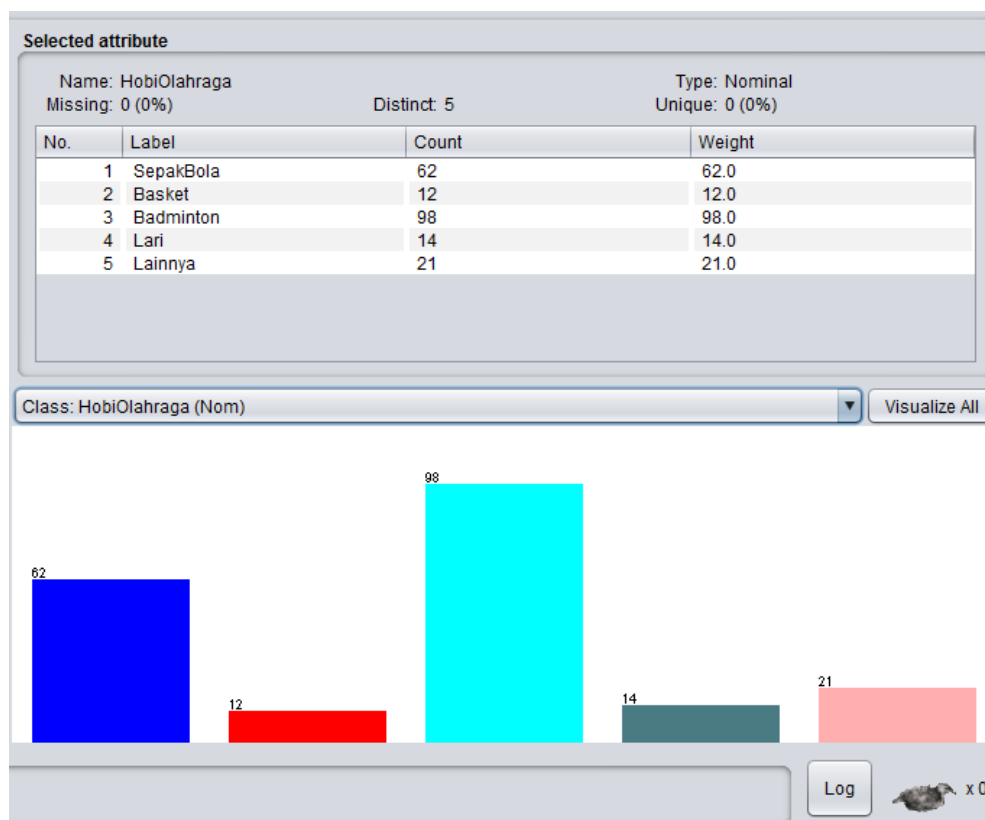 Selected attribute
Name: HobiOlahraga Type: Nominal
Missing: 0 (0%) Distinct: 5 Unique: 0 (0%)
No. Label Count Weight
1 SepakBola 62 62.0
2 Basket 12 12.0
3 Badminton 98 98.0
4 Lari 14 14.0
5 Lainnya 21 21.0
Class: HobiOlahraga (Nom) Visualize All
98
62
21
14
12
Log x 0